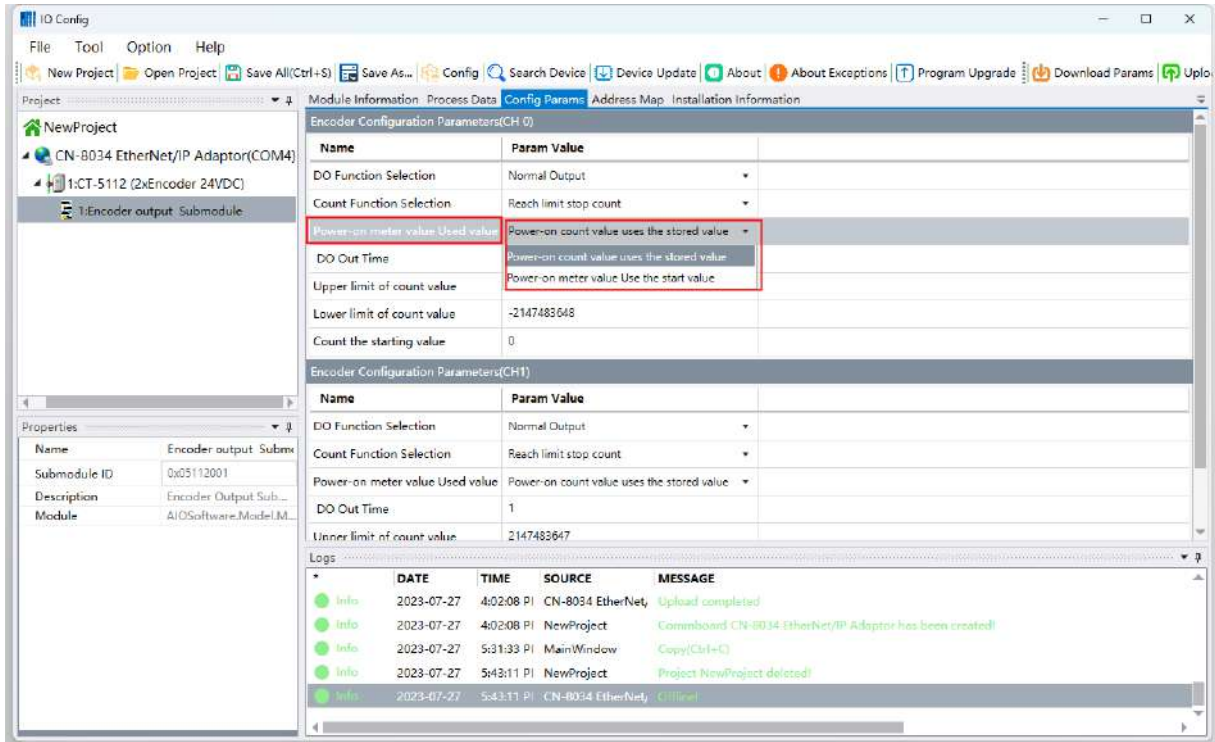 IO Config
File Tool Option Help
New Project Open Project Save All(Ctrl+S) Save As... Config Search Device Device Update About About Exceptions Program Upgrade Download Params Uplo
Project
NewProject
CN-8034 EtherNet/IP Adaptor(COM4)
1:CT-5112 (2xEncoder 24VDC)
1:Encoder output Submodule
Module Information Process Data Config Params Address Map Installation Information
Encoder Configuration Parameters(CH 0)
Name Param Value
DO Function Selection Normal Output
Count Function Selection Reach limit stop count
Power-on meter value Used value Power-on count value uses the stored value
Power-on count value uses the stored value
Power-on meter value Use the start value
DO Out Time
Upper limit of count value
Lower limit of count value -2147483648
Count the starting value 0
Encoder Configuration Parameters(CH1)
Name Param Value
DO Function Selection Normal Output
Count Function Selection Reach limit stop count
Power-on meter value Used value Power-on count value uses the stored value
DO Out Time 1
Upper limit of count value 2147483647
Properties
Name Encoder output Subm
Submodule ID 0x05112001
Description Encoder Output Sub...
Module AIOSoftware.Model.M...
Logs
* DATE TIME SOURCE MESSAGE
Info 2023-07-27 4:02:08 PI CN-8034 EtherNet/ Upload completed
Info 2023-07-27 4:02:08 PI NewProject Commboard CN-8034 EtherNet/IP Adaptor has been created!
Info 2023-07-27 5:31:33 PI MainWindow Copy(Ctrl+C)
Info 2023-07-27 5:43:11 PI NewProject Project NewProject deleted!
Info 2023-07-27 5:43:11 PI CN-8034 EtherNet/ Offline!